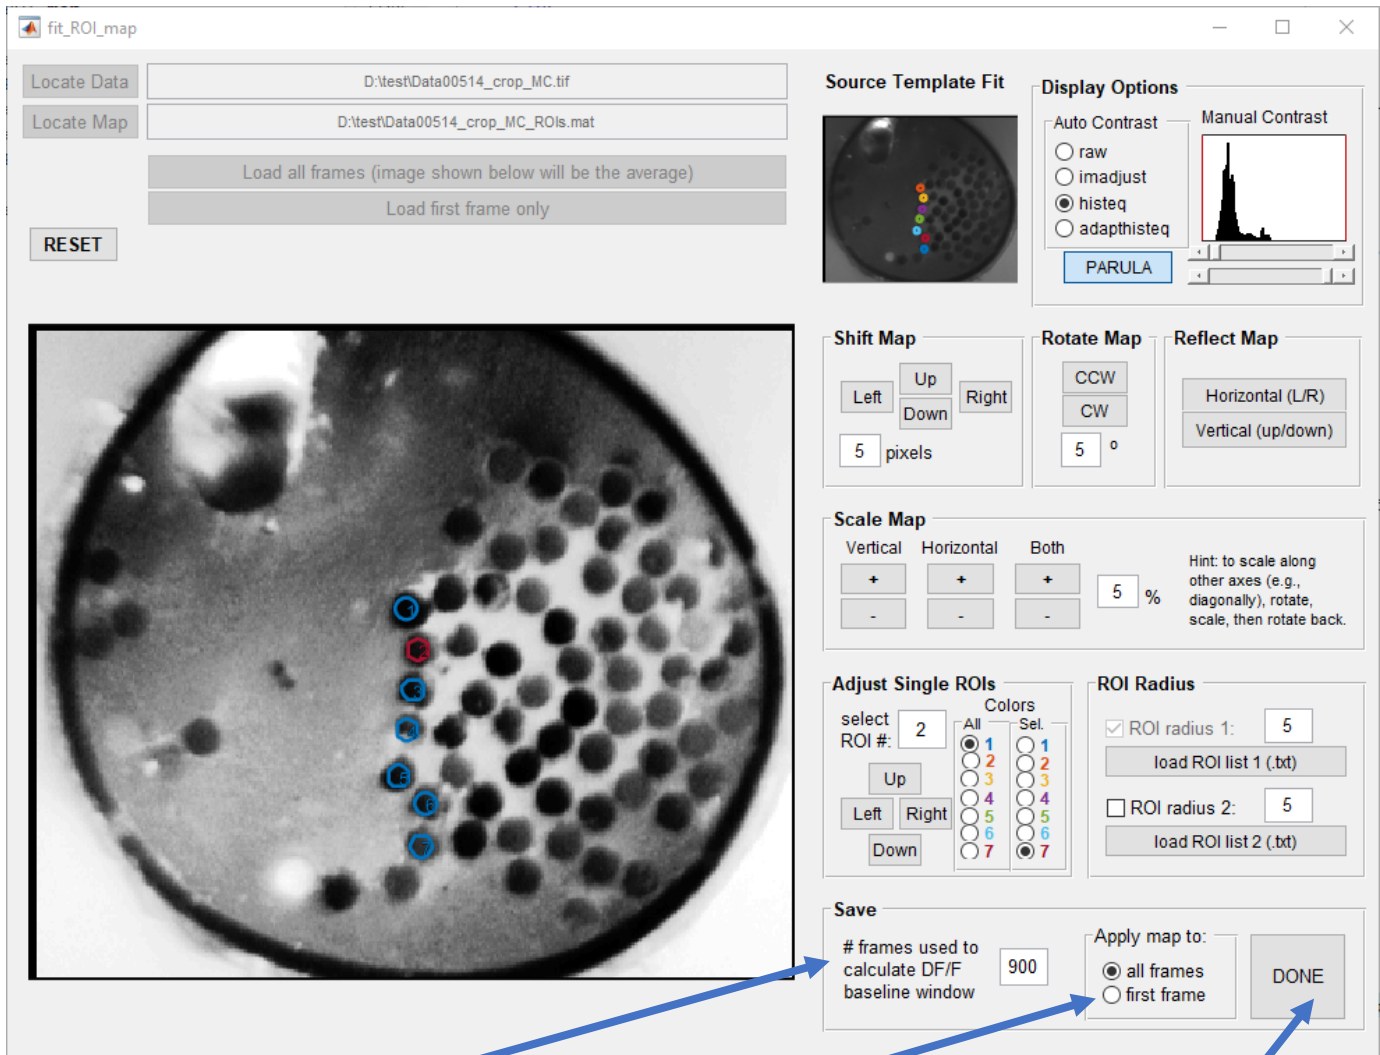 fit_ROI_map
Locate Data
D:\test\Data00514_crop_MC.tif
Locate Map
D:\test\Data00514_crop_MC_ROIs.mat
Load all frames (image shown below will be the average)
Load first frame only
RESET
Source Template Fit
Display Options
Auto Contrast
Manual Contrast
raw
imadjust
histeq
adapthisteq
PARULA
Shift Map
Up
Left
Right
Down
5 pixels
Rotate Map
CCW
CW
5 º
Reflect Map
Horizontal (L/R)
Vertical (up/down)
Scale Map
Vertical Horizontal Both
+ + +
- - -
5 %
Hint: to scale along
other axes (e.g.,
diagonally), rotate,
scale, then rotate back.
1
2
3
4
5
6
7
Adjust Single ROIs
select
ROI #:
2
Up
Left Right
Down
Colors
All Sel.
1 1
2 2
3 3
4 4
5 5
6 6
7 7
ROI Radius
ROI radius 1: 5
load ROI list 1 (.txt)
ROI radius 2: 5
load ROI list 2 (.txt)
Save
# frames used to
calculate DF/F
baseline window
900
Apply map to:
all frames
first frame
DONE